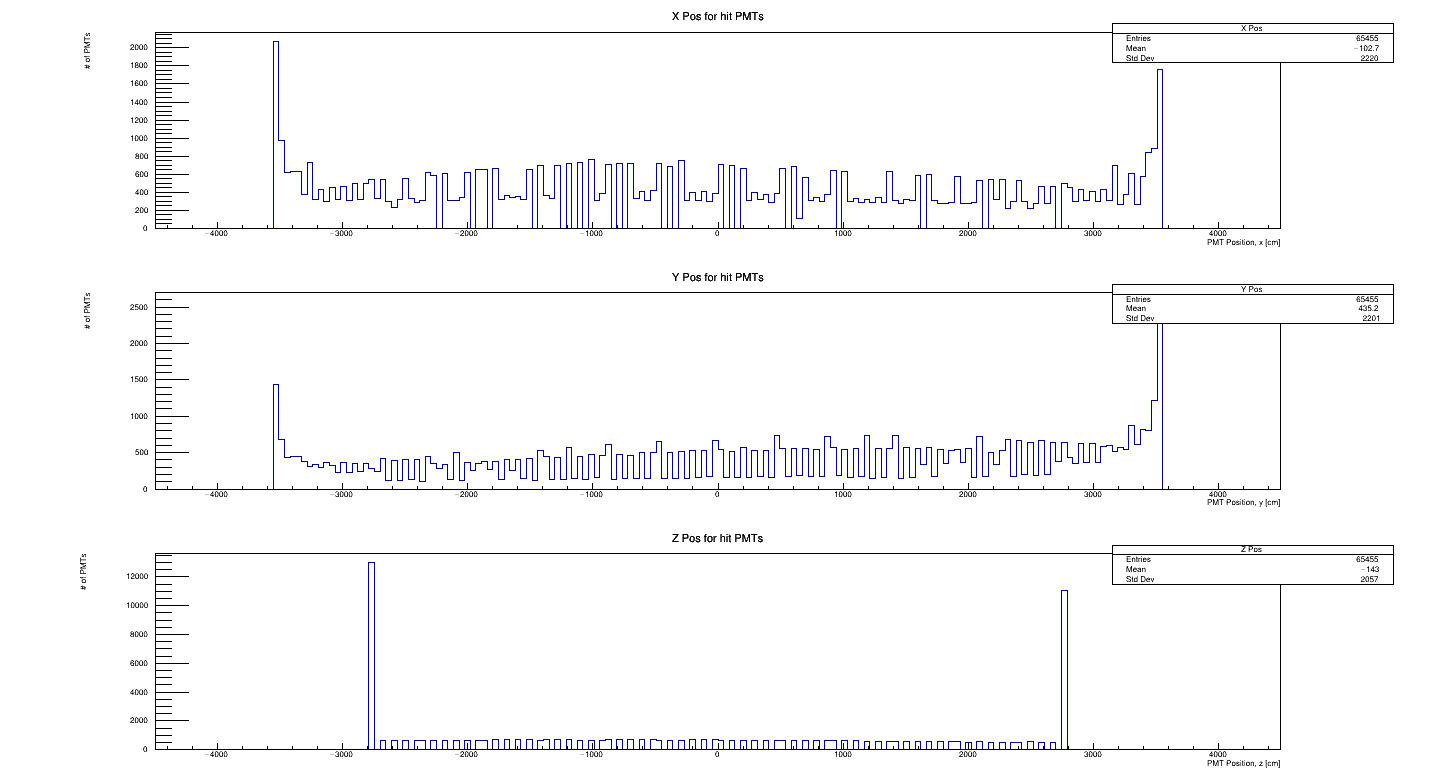 X Pos for hit PMTs
# of PMTs
X Pos
Entries 65455
Mean −102.7
Std Dev 2220
2000
1800
1600
1400
1200
1000
800
600
400
200
0
−4000 −3000 −2000 −1000 0 1000 2000 3000 4000
PMT Position, x [cm]
Y Pos for hit PMTs
# of PMTs
Y Pos
Entries 65455
Mean 435.2
Std Dev 2201
2500
2000
1500
1000
500
0
−4000 −3000 −2000 −1000 0 1000 2000 3000 4000
PMT Position, y [cm]
Z Pos for hit PMTs
# of PMTs
Z Pos
Entries 65455
Mean −143
Std Dev 2057
12000
10000
8000
6000
4000
2000
0
−4000 −3000 −2000 −1000 0 1000 2000 3000 4000
PMT Position, z [cm]